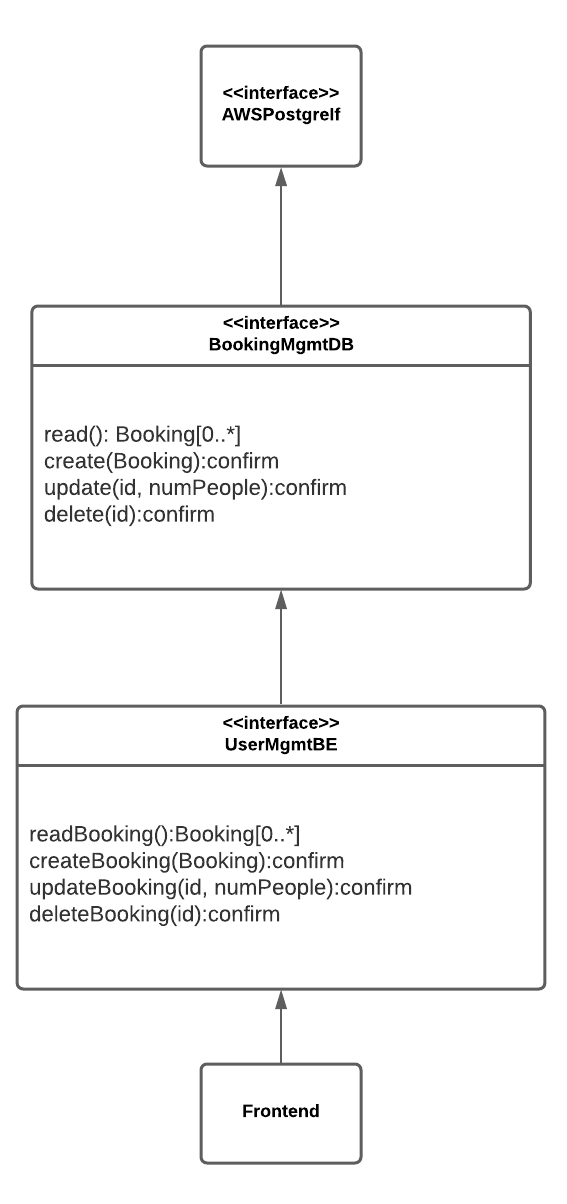 <<interface>>
AWSPostgreIf
<<interface>>
BookingMgmtDB
read(): Booking[0..*]
create(Booking):confirm
update(id, numPeople):confirm
delete(id):confirm
<<interface>>
UserMgmtBE
readBooking():Booking[0..*]
createBooking(Booking):confirm
updateBooking(id, numPeople):confirm
deleteBooking(id):confirm
Frontend